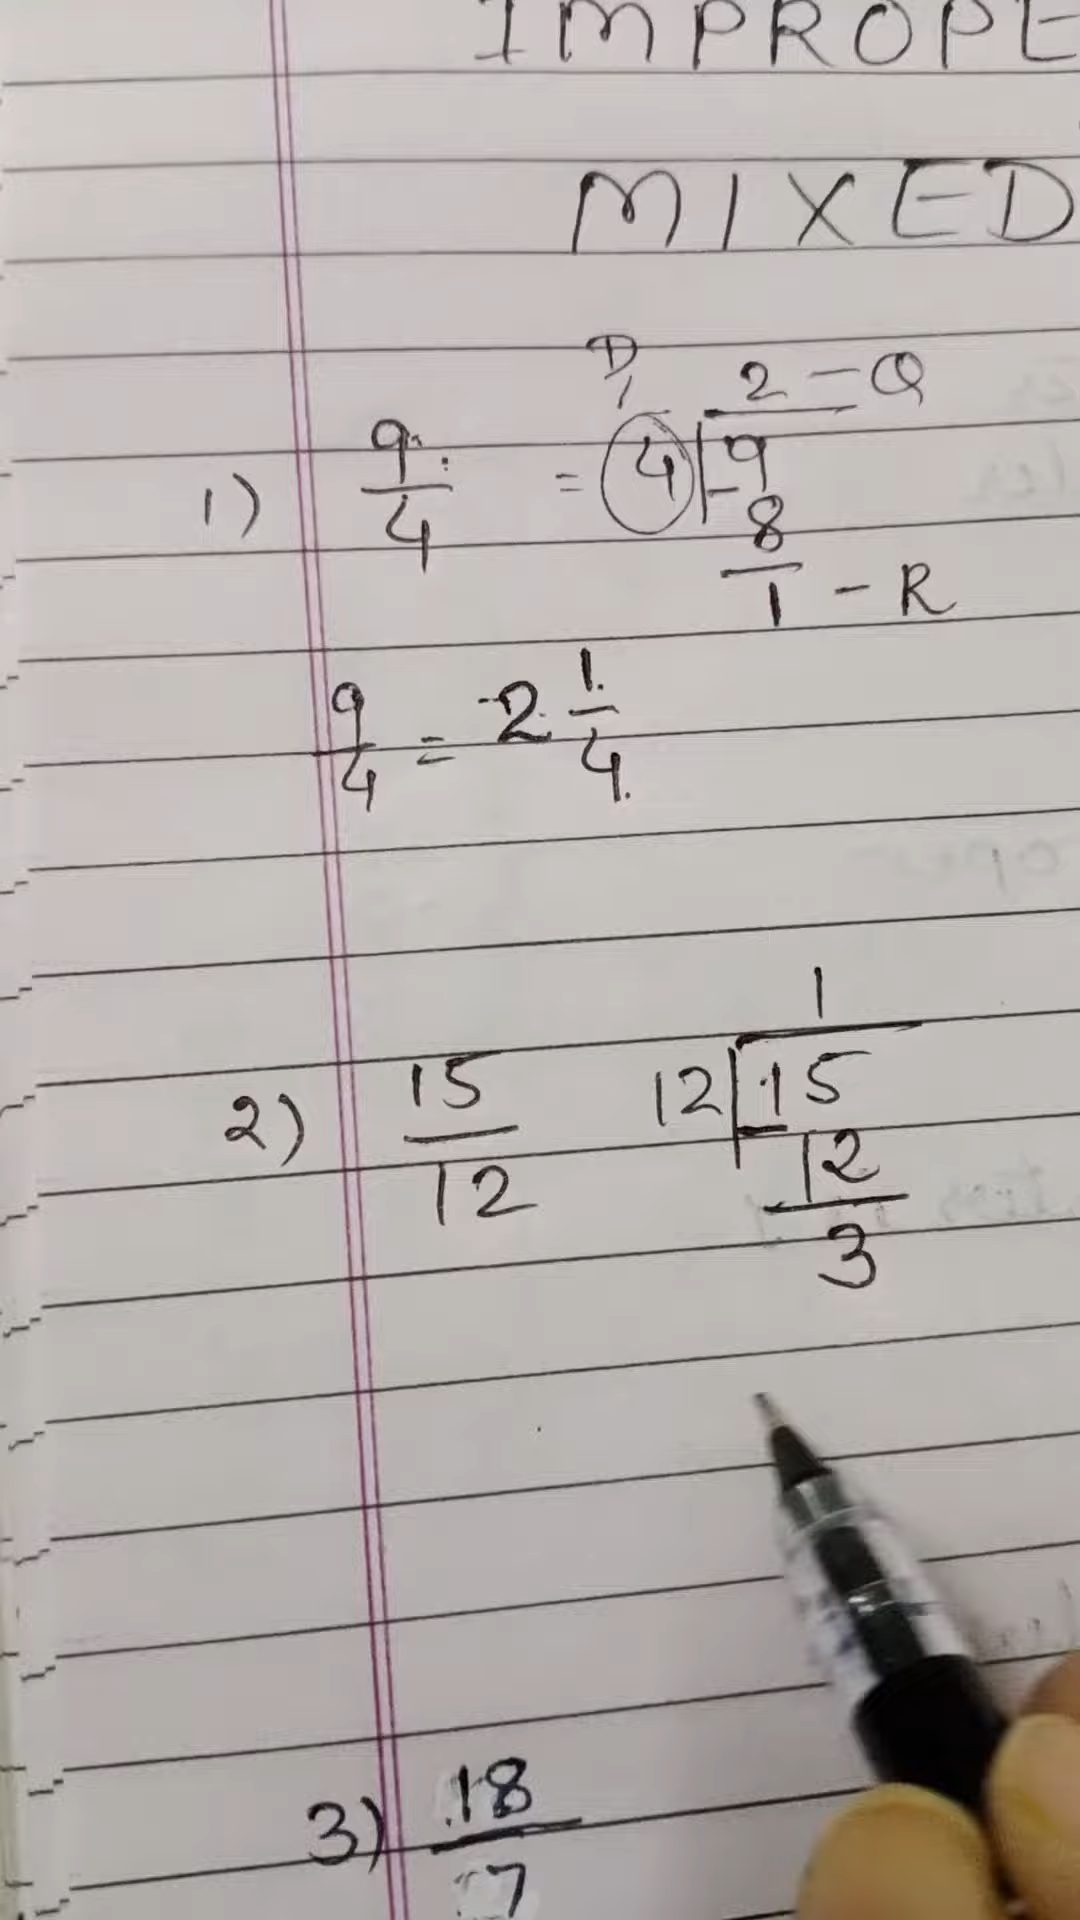 IMPROPE
MIXED
D, 2 = Q
1) 9/4 = 4 9
- 8
1 - R
9/4 = 2 1/4
1
2) 15/12 12 15
- 12
3
3) 18/7